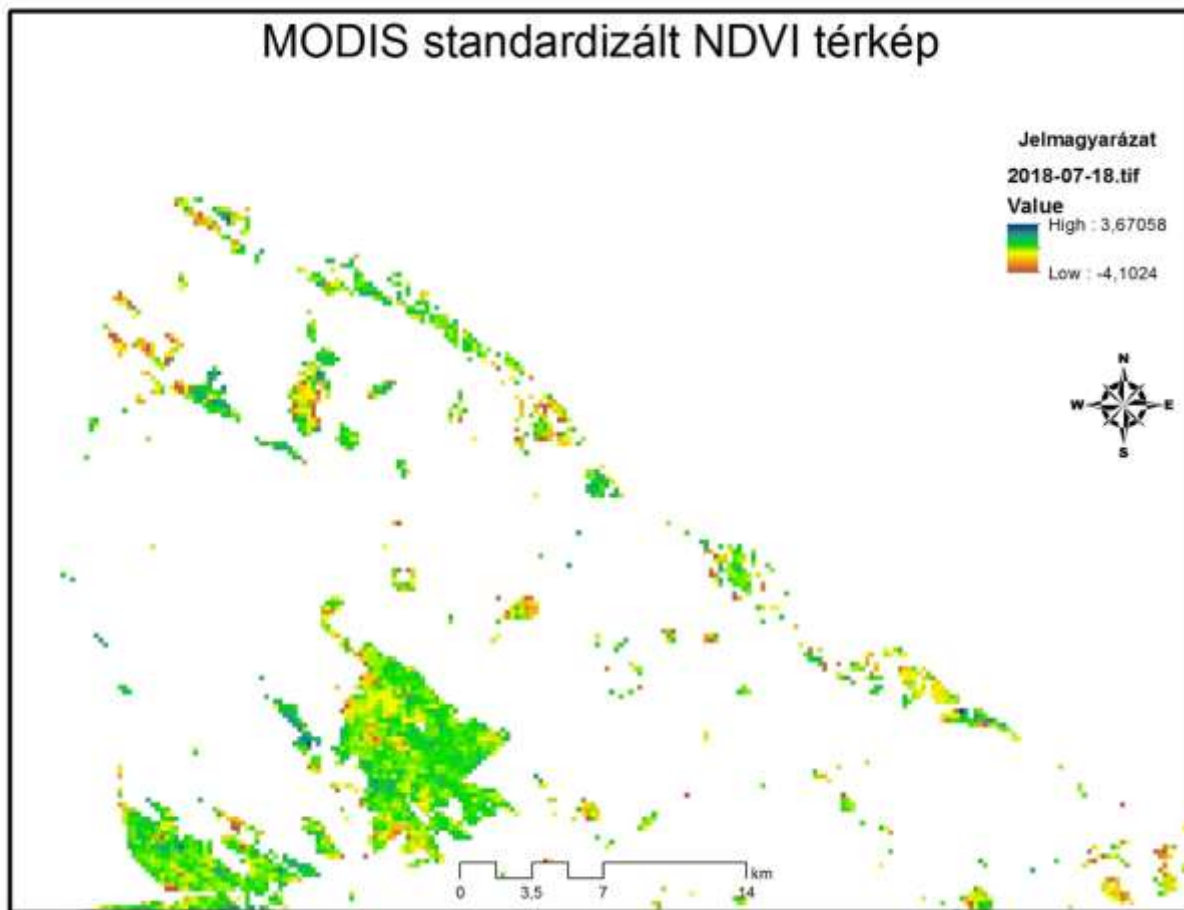 MODIS standardizált NDVI térkép
Jelmagyarázat
2018-07-18.tif
Value
High : 3,67058
Low : -4,1024
N
W E
S
km
0 3,5 7 14